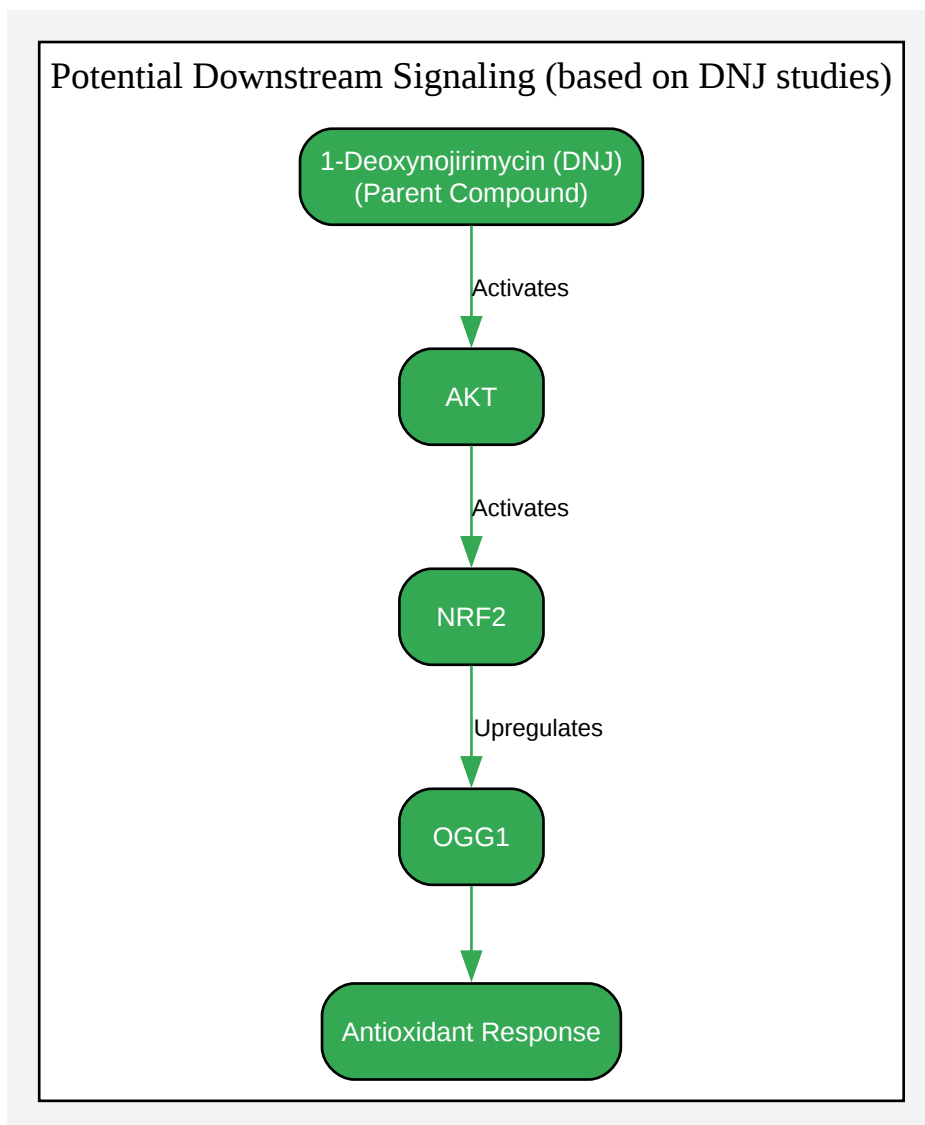 Potential Downstream Signaling (based on DNJ studies)
1-Deoxynojirimycin (DNJ)
(Parent Compound)
Activates
AKT
Activates
NRF2
Upregulates
OGG1
Antioxidant Response